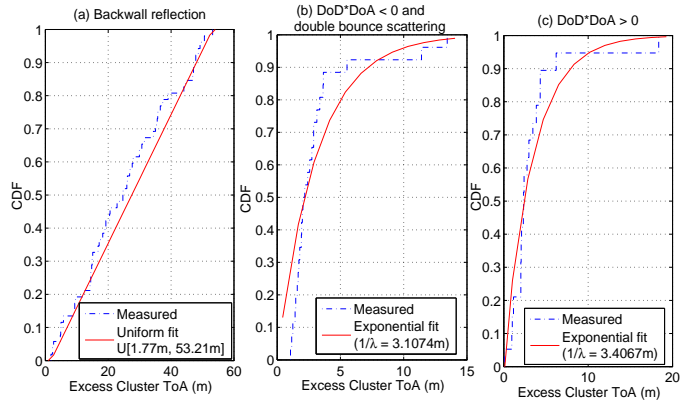 (a) Backwall reflection
1
0.9
0.8
0.7
0.6
0.5
0.4
0.3
0.2
0.1
0
CDF
0 20 40 60
Excess Cluster ToA (m)
Measured
Uniform fit
U[1.77m, 53.21m]
(b) DoD*DoA < 0 and
double bounce scattering
1
0.9
0.8
0.7
0.6
0.5
0.4
0.3
0.2
0.1
0
CDF
0 5 10 15
Excess Cluster ToA (m)
Measured
Exponential fit
(1/λ = 3.1074m)
(c) DoD*DoA > 0
1
0.9
0.8
0.7
0.6
0.5
0.4
0.3
0.2
0.1
0
CDF
0 10 20
Excess Cluster ToA (m)
Measured
Exponential fit
(1/λ = 3.4067m)